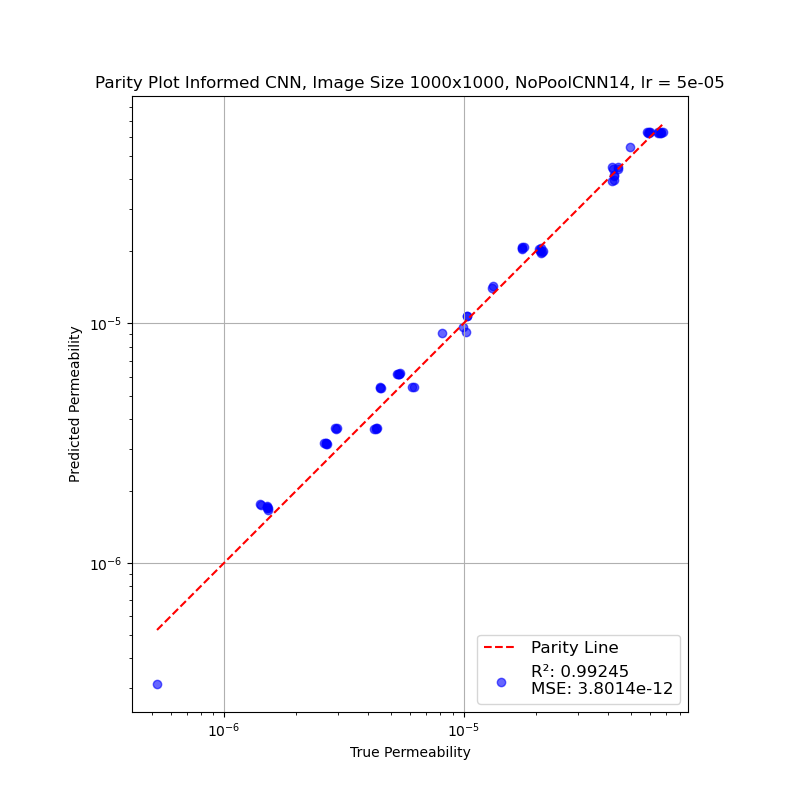 Parity Plot Informed CNN, Image Size 1000x1000, NoPoolCNN14, lr = 5e-05
Predicted Permeability
10⁻⁵
10⁻⁶
Parity Line
R²: 0.99245
MSE: 3.8014e-12
10⁻⁶ 10⁻⁵
True Permeability